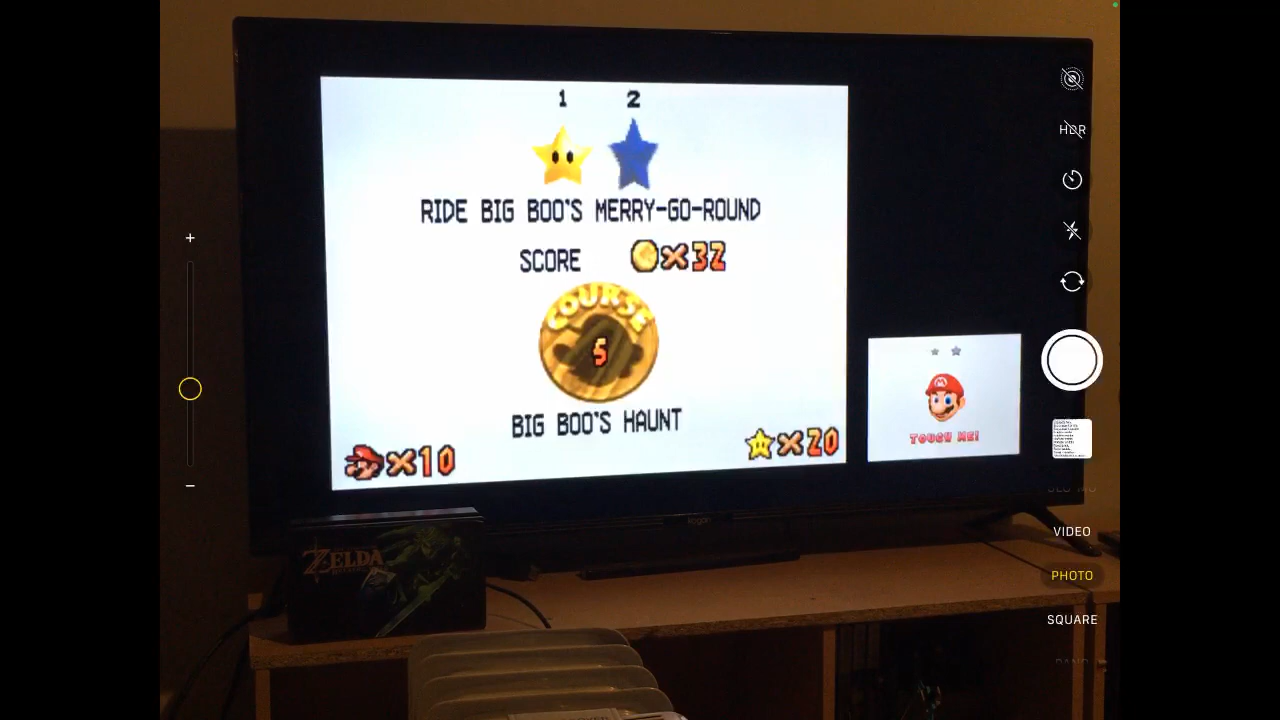 1 2
RIDE BIG BOO'S MERRY-GO-ROUND
SCORE ×32
COURSE
5
BIG BOO'S HAUNT
×10
×20
M
TOUCH ME!
ZELDA
HDR
VIDEO
PHOTO
SQUARE